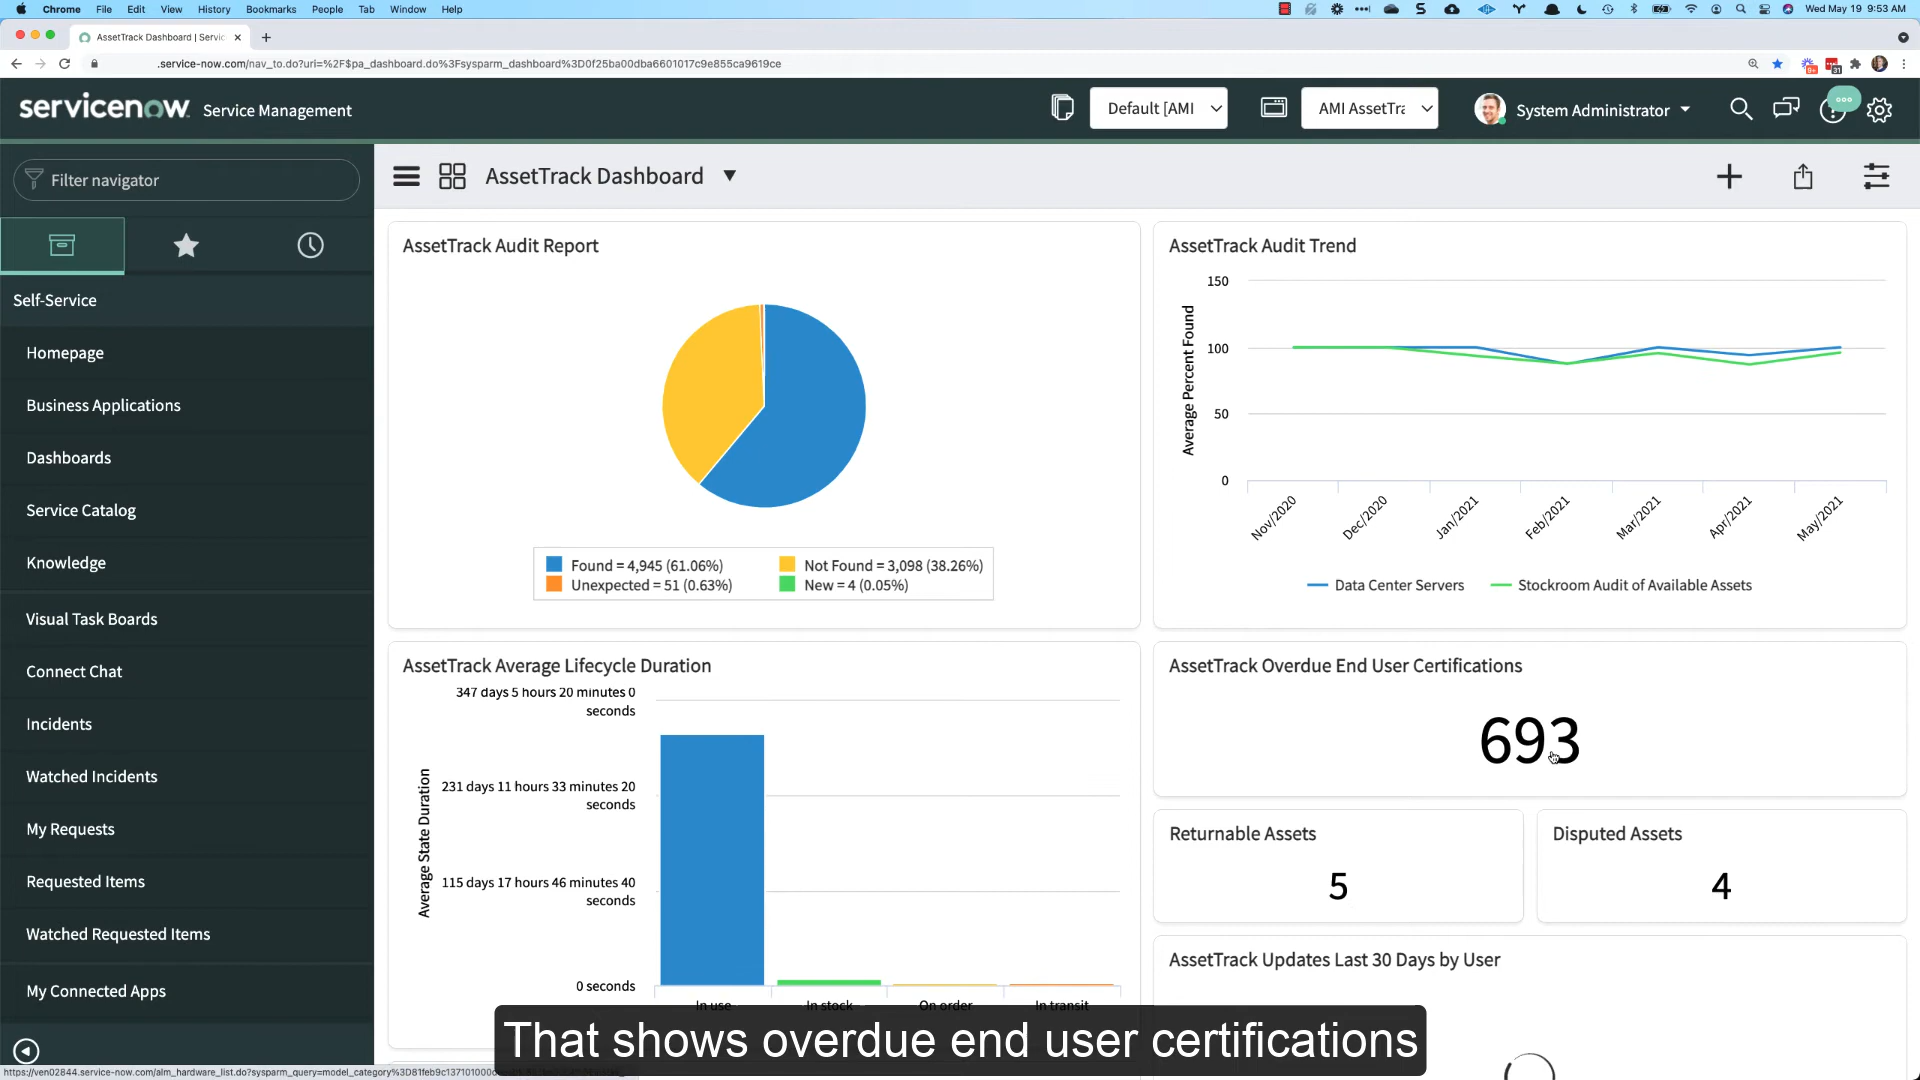 Chrome File Edit View History Bookmarks People Tab Window Help
Wed May 19 9:53 AM
AssetTrack Dashboard | Servic
.service-now.com/nav_to.do?uri=%2F$pa_dashboard.do%3Fsysparm_dashboard%3D0f25ba00dba6601017c9e855ca9619ce
9+
31
servicenow Service Management
Default [AMI
AMI AssetTra
System Administrator
Filter navigator
AssetTrack Dashboard
Self-Service
Homepage
Business Applications
Dashboards
Service Catalog
Knowledge
Visual Task Boards
Connect Chat
Incidents
Watched Incidents
My Requests
Requested Items
Watched Requested Items
My Connected Apps
AssetTrack Audit Report
Found = 4,945 (61.06%)
Not Found = 3,098 (38.26%)
Unexpected = 51 (0.63%)
New = 4 (0.05%)
AssetTrack Audit Trend
Average Percent Found
150
100
50
0
Nov/2020
Dec/2020
Jan/2021
Feb/2021
Mar/2021
Apr/2021
May/2021
Data Center Servers
Stockroom Audit of Available Assets
AssetTrack Average Lifecycle Duration
Average State Duration
347 days 5 hours 20 minutes 0
seconds
231 days 11 hours 33 minutes 20
seconds
115 days 17 hours 46 minutes 40
seconds
0 seconds
In use
In stock
On order
In transit
AssetTrack Overdue End User Certifications
693
Returnable Assets
5
Disputed Assets
4
AssetTrack Updates Last 30 Days by User
That shows overdue end user certifications